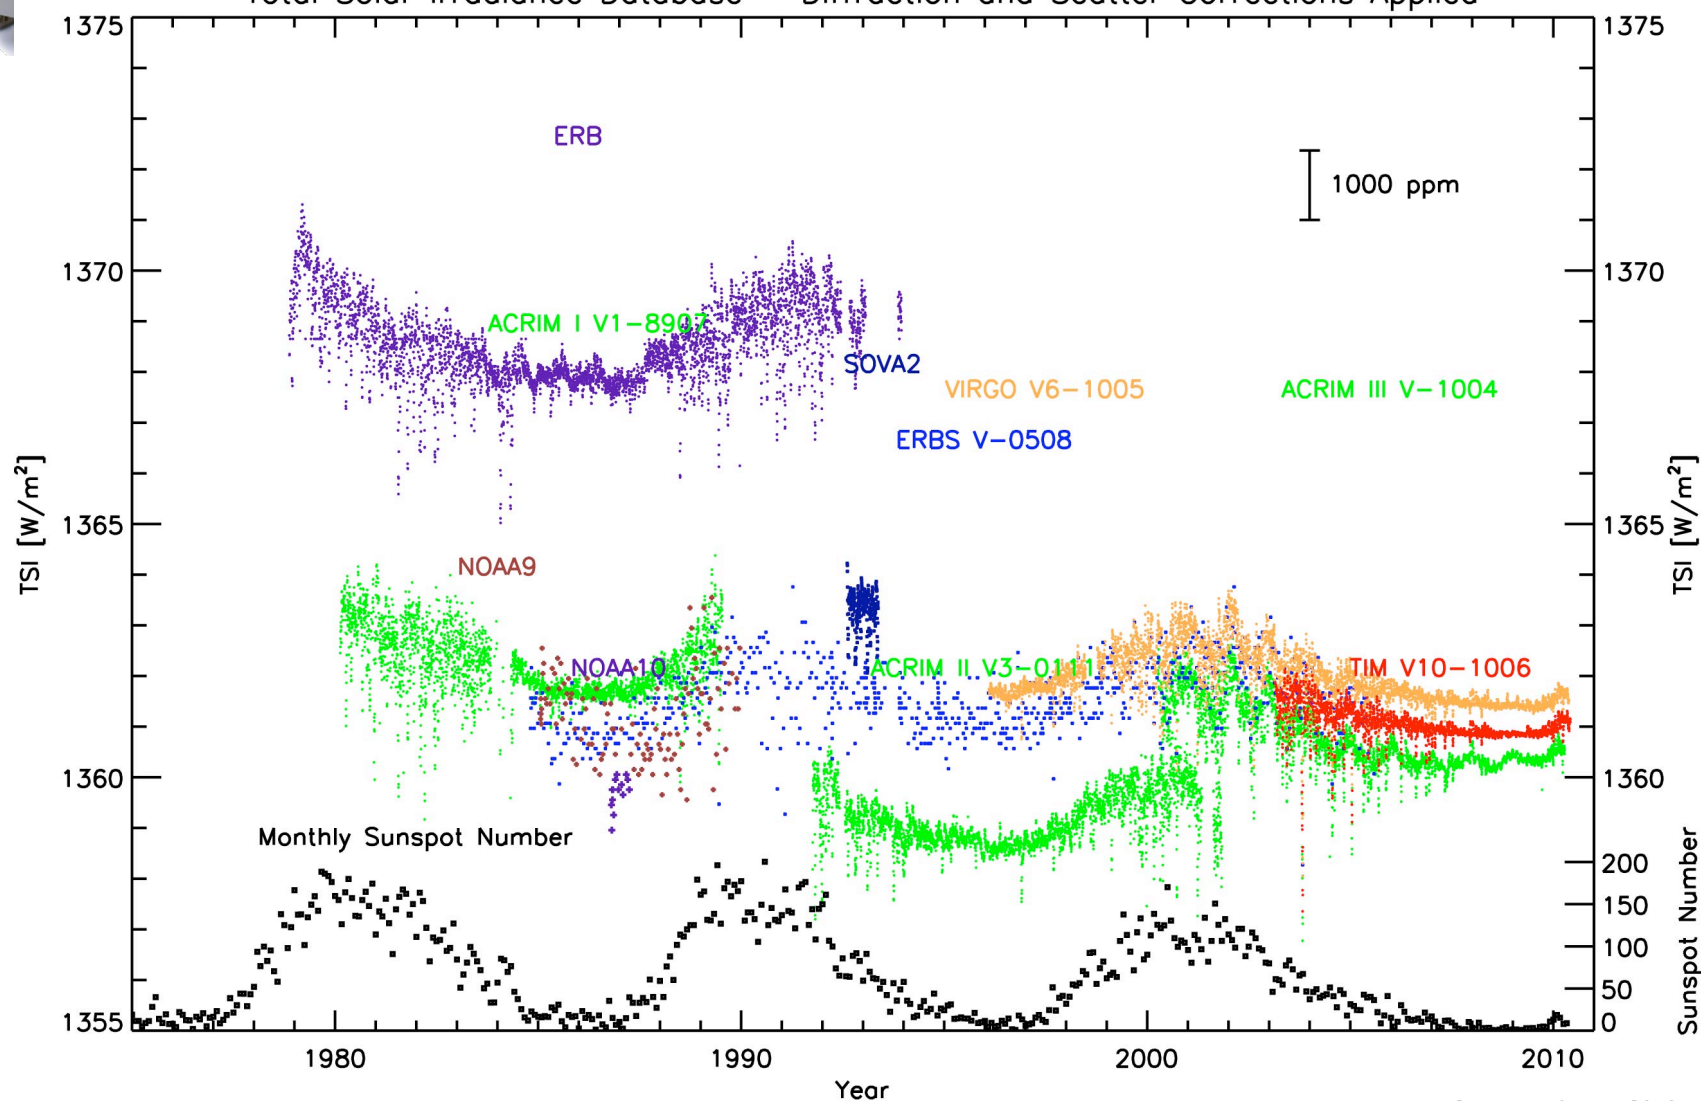 Total Solar Irradiance Database
Diffraction and Scatter Corrections Applied
1375
1375
ERB
1000 ppm
1370
1370
ACRIM I V1-8907
SOVA2
VIRGO V6-1005
ACRIM III V-1004
ERBS V-0508
TSI [W/m²]
TSI [W/m²]
1365
1365
NOAA9
NOAA10
ACRIM II V3-0111
TIM V10-1006
1360
1360
Monthly Sunspot Number
200
150
100
50
0
Sunspot Number
1355
1980
1990
2000
2010
Year